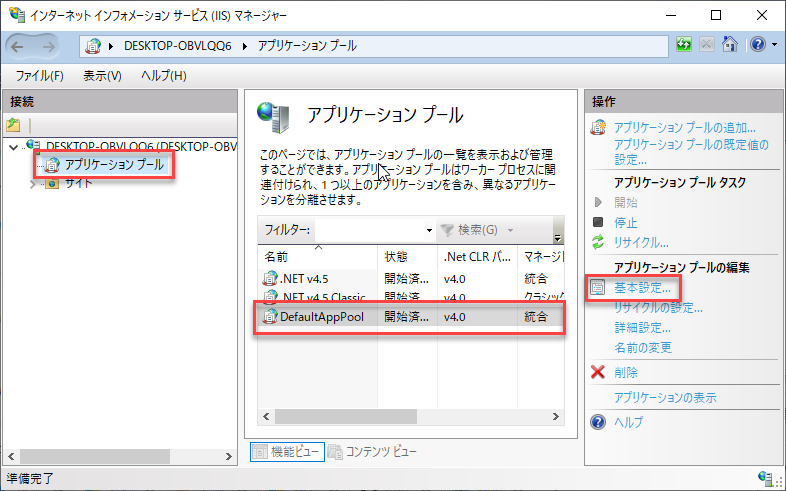 インターネット インフォメーション サービス (IIS) マネージャー
DESKTOP-OBVLQQ6 アプリケーション プール
ファイル(F) 表示(V) ヘルプ(H)
接続
DESKTOP-OBVLQQ6 (DESKTOP-OBV
アプリケーション プール
サイト
アプリケーション プール
このページでは、アプリケーション プールの一覧を表示および管理
することができます。アプリケーション プールはワーカー プロセスに関
連付けられ、1 つ以上のアプリケーションを含み、異なるアプリケー
ションを分離させます。
フィルター: 検索(G)
名前 状態 .Net CLR バ... マネージ
.NET v4.5 開始済... v4.0 統合
.NET v4.5 Classic 開始済... v4.0 クラシック
DefaultAppPool 開始済... v4.0 統合
機能ビュー コンテンツ ビュー
操作
アプリケーション プールの追加...
アプリケーション プールの既定値の
設定...
アプリケーション プール タスク
開始
停止
リサイクル...
アプリケーション プールの編集
基本設定...
リサイクルの設定...
詳細設定...
名前の変更
削除
アプリケーションの表示
ヘルプ
準備完了